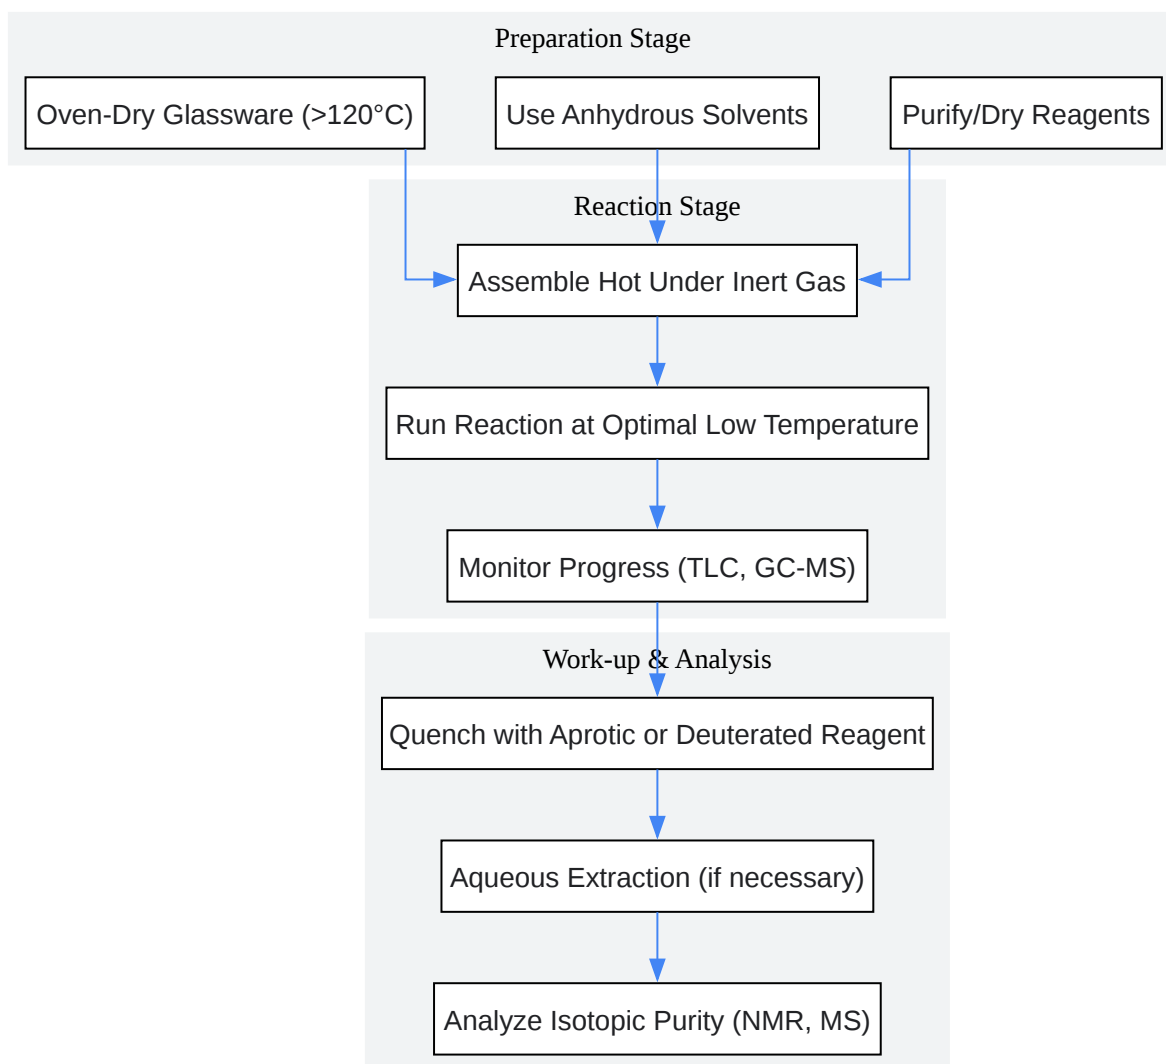 Preparation Stage
Oven-Dry Glassware (>120°C)
Use Anhydrous Solvents
Purify/Dry Reagents
Reaction Stage
Assemble Hot Under Inert Gas
Run Reaction at Optimal Low Temperature
Monitor Progress (TLC, GC-MS)
Work-up & Analysis
Quench with Aprotic or Deuterated Reagent
Aqueous Extraction (if necessary)
Analyze Isotopic Purity (NMR, MS)